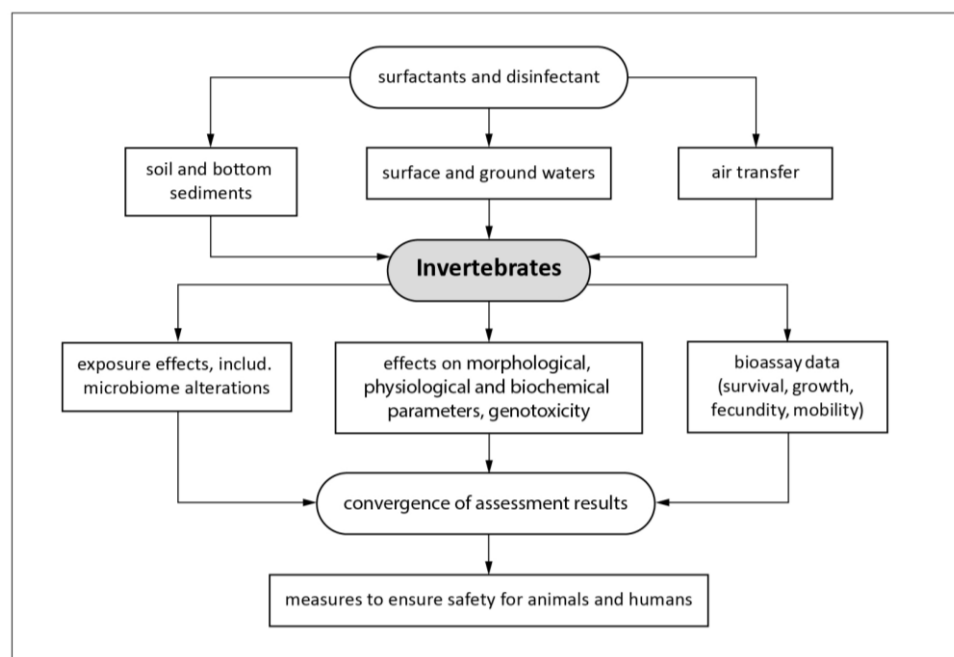 surfactants and disinfectant
soil and bottom
sediments
surface and ground waters
air transfer
Invertebrates
exposure effects, includ.
microbiome alterations
effects on morphological,
physiological and biochemical
parameters, genotoxicity
bioassay data
(survival, growth,
fecundity, mobility)
convergence of assessment results
measures to ensure safety for animals and humans